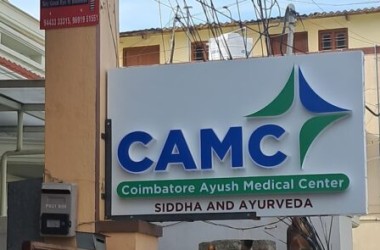 CAMC
Coimbatore Ayush Medical Center
SIDDHA AND AYURVEDA